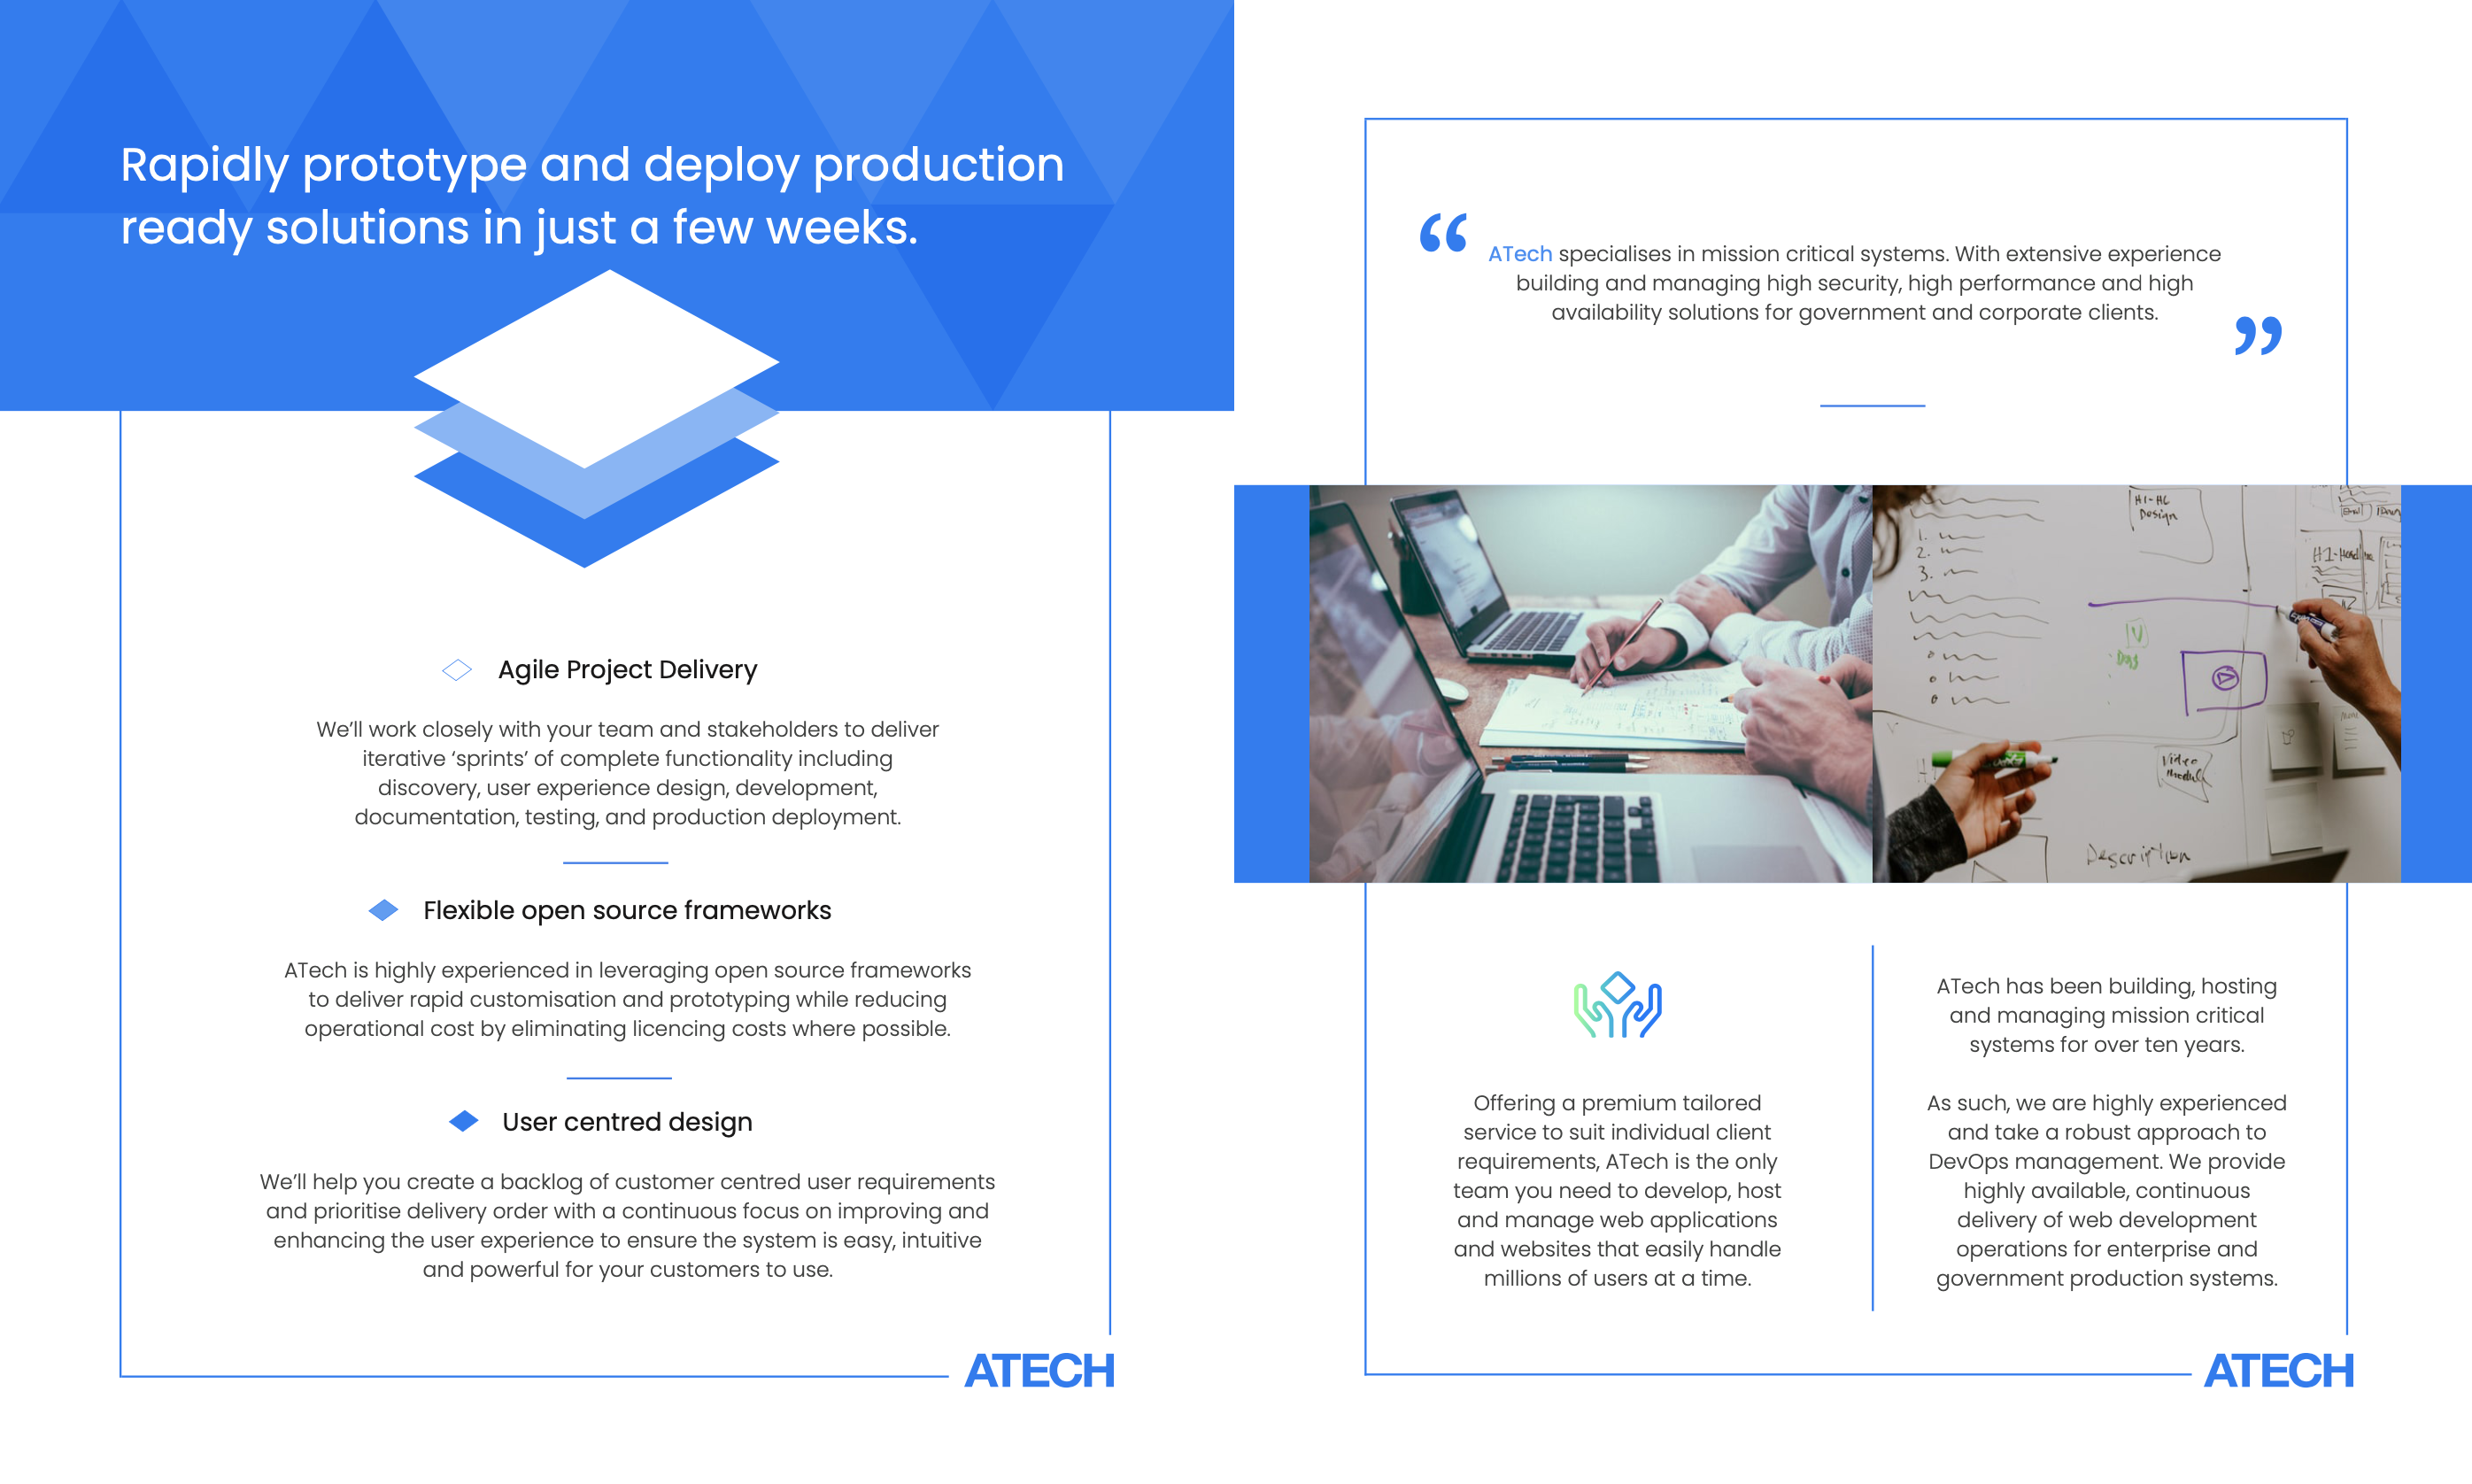 Rapidly prototype and deploy production
ready solutions in just a few weeks.
Agile Project Delivery
We’ll work closely with your team and stakeholders to deliver
iterative ‘sprints’ of complete functionality including
discovery, user experience design, development,
documentation, testing, and production deployment.
Flexible open source frameworks
ATech is highly experienced in leveraging open source frameworks
to deliver rapid customisation and prototyping while reducing
operational cost by eliminating licencing costs where possible.
User centred design
We’ll help you create a backlog of customer centred user requirements
and prioritise delivery order with a continuous focus on improving and
enhancing the user experience to ensure the system is easy, intuitive
and powerful for your customers to use.
ATECH
“ATech specialises in mission critical systems. With extensive experience
building and managing high security, high performance and high
availability solutions for government and corporate clients.”
Design
1.
2.
3.
Video
Description
Offering a premium tailored
service to suit individual client
requirements, ATech is the only
team you need to develop, host
and manage web applications
and websites that easily handle
millions of users at a time.
ATech has been building, hosting
and managing mission critical
systems for over ten years.
As such, we are highly experienced
and take a robust approach to
DevOps management. We provide
highly available, continuous
delivery of web development
operations for enterprise and
government production systems.
ATECH